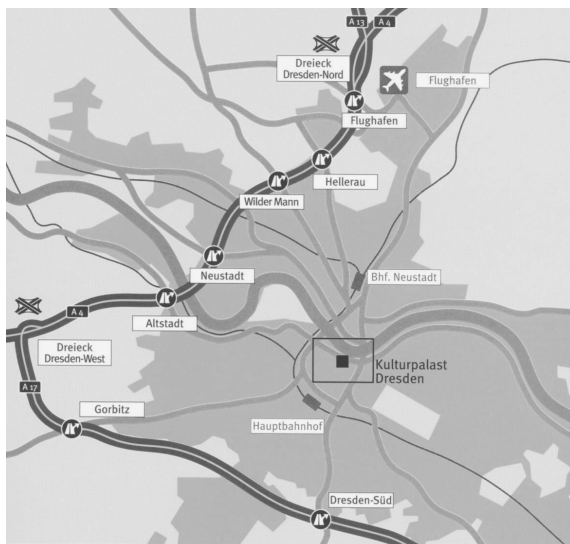 A 13
A 4
Dreieck
Dresden-Nord
Flughafen
Flughafen
Hellerau
Wilder Mann
Neustadt
Bhf. Neustadt
A 4
Altstadt
Dreieck
Dresden-West
Kulturpalast
Dresden
A 17
Gorbitz
Hauptbahnhof
Dresden-Süd